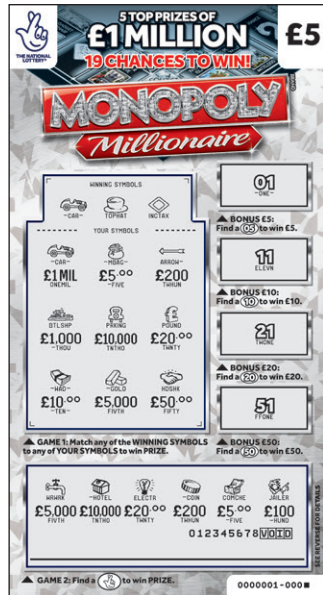 5 TOP PRIZES OF
£1 MILLION
19 CHANCES TO WIN!
£5
THE NATIONAL
LOTTERY®
MONOPOLY
Millionaire
WINNING SYMBOLS
-CAR- TOPHAT INCTAX
YOUR SYMBOLS
-CAR- -MBAG- ARROW-
£1MIL £5.00 £200
ONEMIL -FIVE TWHUN
BTLSHP PRKING POUND
£1,000 £10,000 £20.00
-THOU TNTHO TWNTY
-WAD- -GOLD HDSHK
£10.00 £5,000 £50.00
-TEN- FIVTH FIFTY
▲ GAME 1: Match any of the WINNING SYMBOLS
to any of YOUR SYMBOLS to win PRIZE.
01
-ONE-
▲ BONUS £5:
Find a 05 to win £5.
11
ELEVN
▲ BONUS £10:
Find a 10 to win £10.
21
TWONE
▲ BONUS £20:
Find a 20 to win £20.
51
FFONE
▲ BONUS £50:
Find a 50 to win £50.
WRWRK -HOTEL ELECTR -COIN COMCHE JAILER
£5,000 £10,000 £20.00 £200 £5.00 £100
FIVTH TNTHO TWNTY TWHUN -FIVE -HUND
012345678 VOID
▲ GAME 2: Find a to win PRIZE.
SEE REVERSE FOR DETAILS
0000001-000